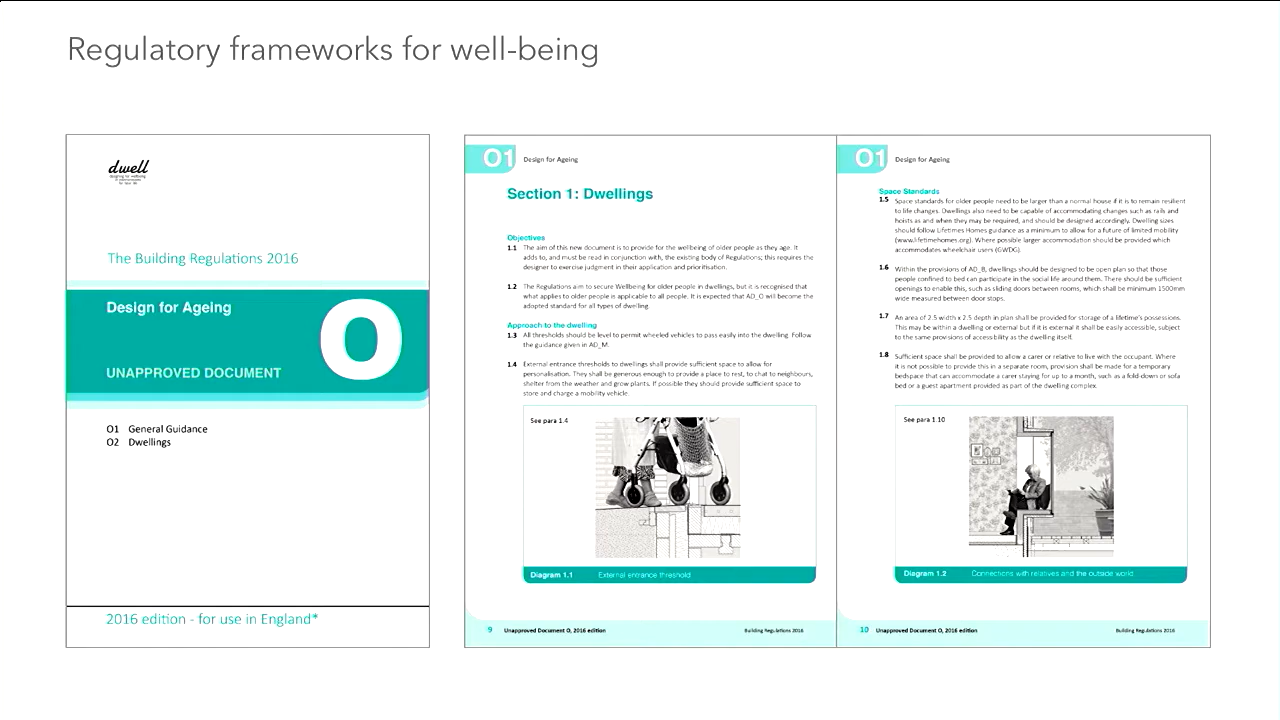 Regulatory frameworks for well-being
dwell
The Building Regulations 2016
Design for Ageing
O
UNAPPROVED DOCUMENT
O1 General Guidance
O2 Dwellings
2016 edition - for use in England*
O1 Design for Ageing
Section 1: Dwellings
Objectives
1.1 The aim of this new document is to provide for the wellbeing of older people as they age. It
adds to, and must be read in conjunction with, the existing body of Regulations; this requires the
designer to exercise judgment in their application and prioritisation.
1.2 The Regulations aim to secure Wellbeing for older people in dwellings, but it is recognised that
what applies to older people is applicable to all people. It is expected that AD_O will become the
adopted standard for all types of dwelling.
Approach to the dwelling
1.3 All thresholds should be level to permit wheeled vehicles to pass easily into the dwelling. Follow
the guidance given in AD_M.
1.4 External entrance thresholds to dwellings shall provide sufficient space to allow for
personalisation. They shall be generous enough to provide a place to rest, to chat to neighbours,
shelter from the weather and grow plants. If possible they should provide sufficient space to
store and charge a mobility vehicle.
See para 1.4
Diagram 1.1 External entrance threshold
9 Unapproved Document O, 2016 edition Building Regulations 2016
O1 Design for Ageing
Space Standards
1.5 Space standards for older people need to be larger than a normal house if it is to remain resilient
to life changes. Dwellings also need to be capable of accommodating changes such as rails and
hoists as and when they may be required, and should be designed accordingly. Dwelling sizes
should follow Lifetimes Homes guidance as a minimum to allow for a future of limited mobility
(www.lifetimehomes.org). Where possible larger accommodation should be provided which
accommodates wheelchair users (GWDG).
1.6 Within the provisions of AD_B, dwellings should be designed to be open plan so that those
people confined to bed can participate in the social life around them. There should be sufficient
openings to enable this, such as sliding doors between rooms, which shall be minimum 1500mm
wide measured between door stops.
1.7 An area of 2.5 width x 2.5 depth in plan shall be provided for storage of a lifetime's possessions.
This may be within a dwelling or external but if it is external it shall be easily accessible, subject
to the same provisions of accessibility as the dwelling itself.
1.8 Sufficient space shall be provided to allow a carer or relative to live with the occupant. Where
it is not possible to provide this in a separate room, provision shall be made for a temporary
bedspace that can accommodate a carer staying for up to a month, such as a fold-down or sofa
bed or a guest apartment provided as part of the dwelling complex.
See para 1.10
Diagram 1.2 Connections with relatives and the outside world
10 Unapproved Document O, 2016 edition Building Regulations 2016